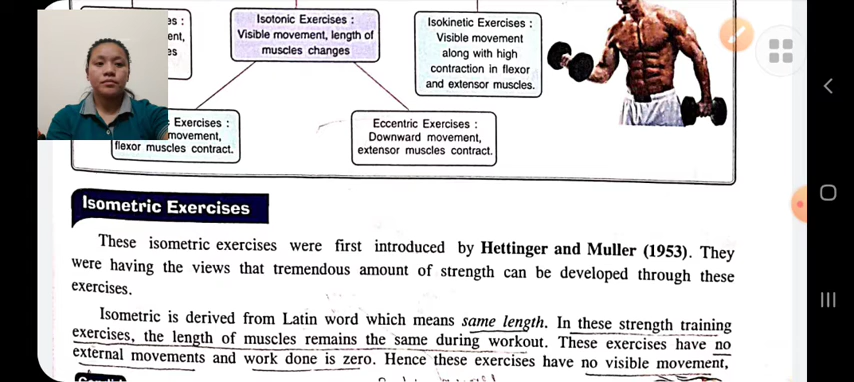 es :
ent,
es
Isotonic Exercises :
Visible movement, length of
muscles changes
Isokinetic Exercises :
Visible movement
along with high
contraction in flexor
and extensor muscles.
Exercises :
movement,
flexor muscles contract.
Eccentric Exercises :
Downward movement,
extensor muscles contract.
Isometric Exercises
These isometric exercises were first introduced by Hettinger and Muller (1953). They
were having the views that tremendous amount of strength can be developed through these
exercises.
Isometric is derived from Latin word which means same length. In these strength training
exercises, the length of muscles remains the same during workout. These exercises have no
external movements and work done is zero. Hence these exercises have no visible movement,